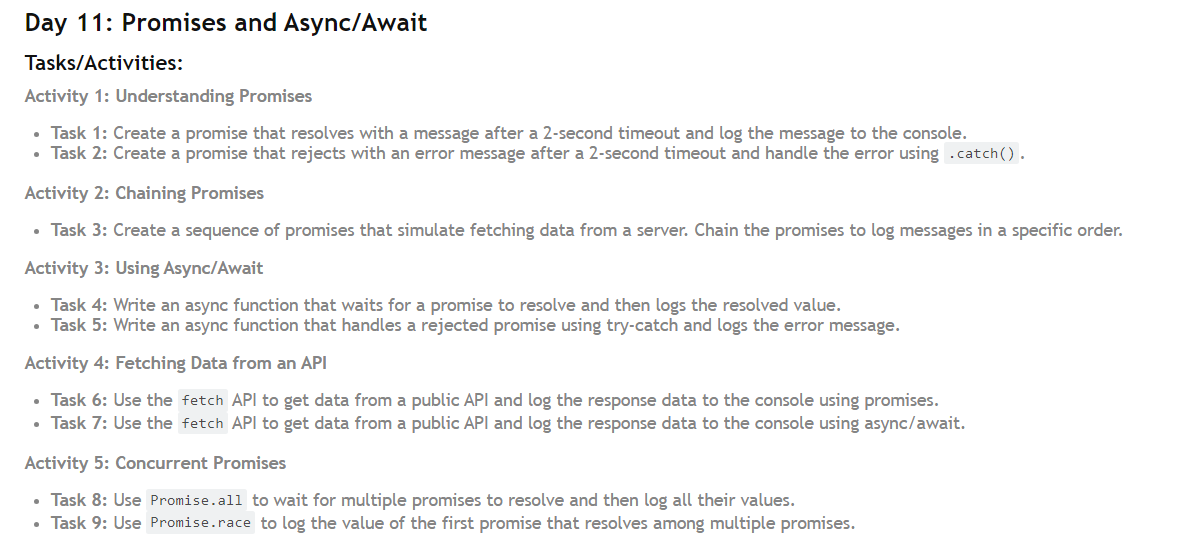 Day 11: Promises and Async/Await
Tasks/Activities:
Activity 1: Understanding Promises
• Task 1: Create a promise that resolves with a message after a 2-second timeout and log the message to the console.
• Task 2: Create a promise that rejects with an error message after a 2-second timeout and handle the error using .catch().
Activity 2: Chaining Promises
• Task 3: Create a sequence of promises that simulate fetching data from a server. Chain the promises to log messages in a specific order.
Activity 3: Using Async/Await
• Task 4: Write an async function that waits for a promise to resolve and then logs the resolved value.
• Task 5: Write an async function that handles a rejected promise using try-catch and logs the error message.
Activity 4: Fetching Data from an API
• Task 6: Use the fetch API to get data from a public API and log the response data to the console using promises.
• Task 7: Use the fetch API to get data from a public API and log the response data to the console using async/await.
Activity 5: Concurrent Promises
• Task 8: Use Promise.all to wait for multiple promises to resolve and then log all their values.
• Task 9: Use Promise.race to log the value of the first promise that resolves among multiple promises.